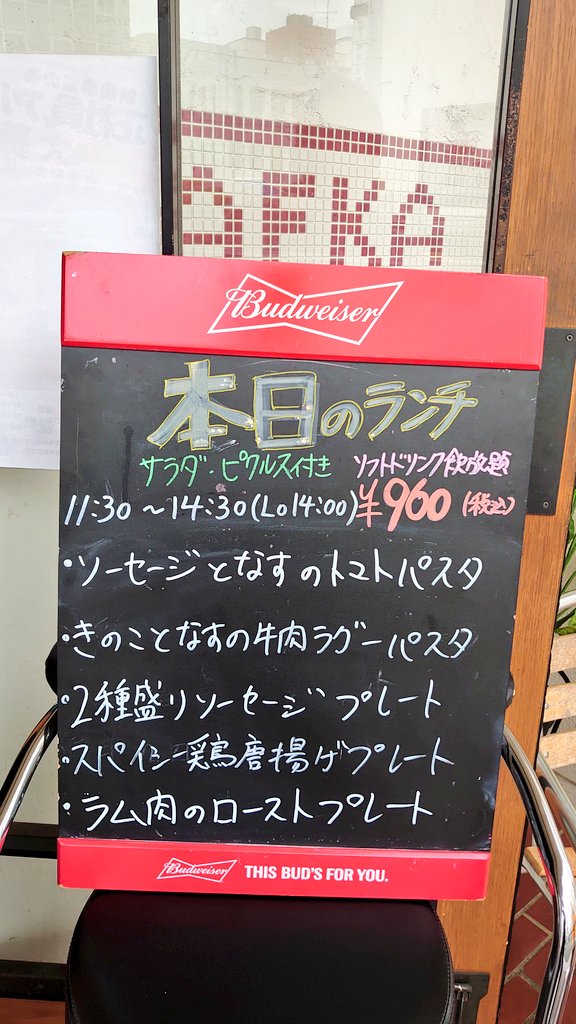 EKA
Budweiser
本日のランチ
サラダ・ピクルス付き ソフトドリンク飲放題
11:30～14:30(Lo14:00) ¥960(税込)
・ソーセージとなすのトマトパスタ
・きのことなすの牛肉ラグーパスタ
・2種盛りソーセージプレート
・スパイシー鶏唐揚げプレート
・ラム肉のローストプレート
Budweiser THIS BUD'S FOR YOU.